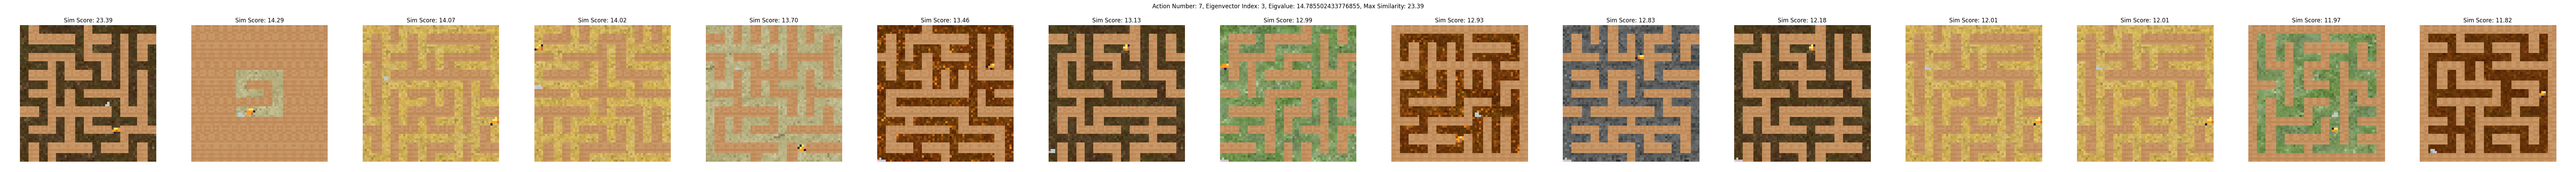 Action Number: 7, Eigenvector Index: 3, Eigvalue: 14.785502433776855, Max Similarity: 23.39
Sim Score: 23.39
Sim Score: 14.29
Sim Score: 14.07
Sim Score: 14.02
Sim Score: 13.70
Sim Score: 13.46
Sim Score: 13.13
Sim Score: 12.99
Sim Score: 12.93
Sim Score: 12.83
Sim Score: 12.18
Sim Score: 12.01
Sim Score: 12.01
Sim Score: 11.97
Sim Score: 11.82